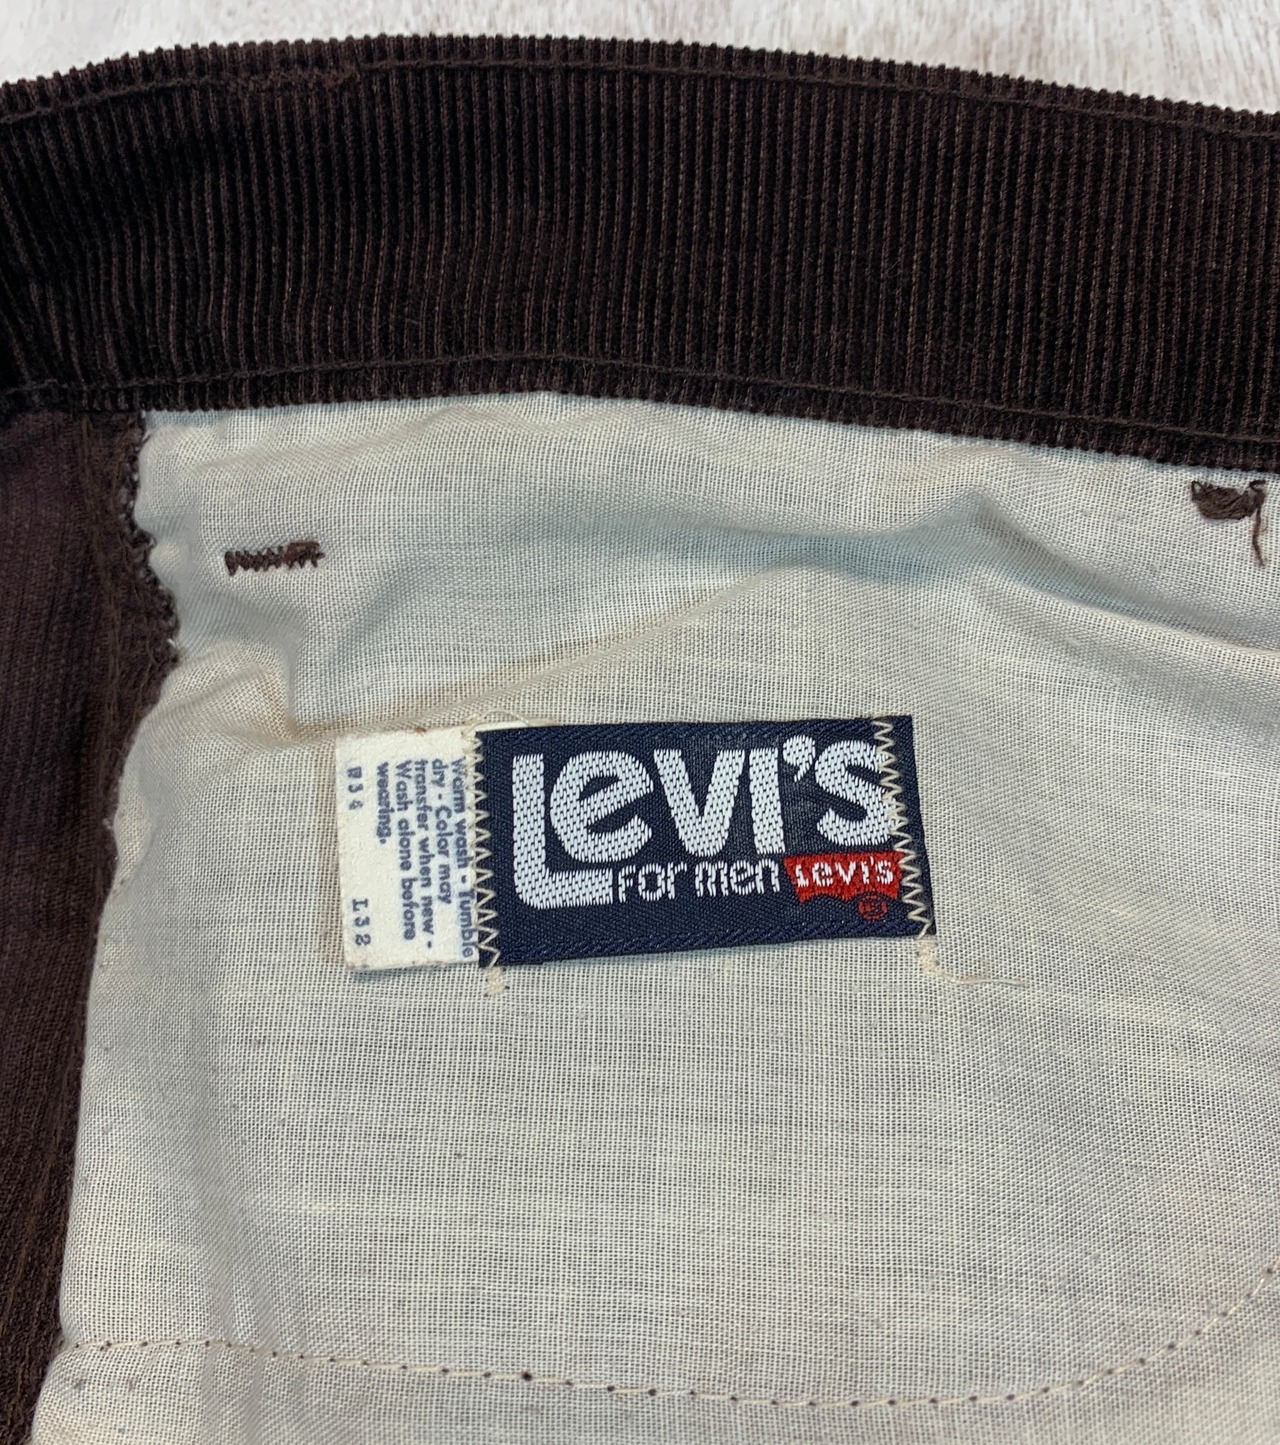 Levi's
For men Levi's
®
Warm wash - Tumble
dry - Color may
transfer when new -
Wash alone before
wearing.
W34 L32